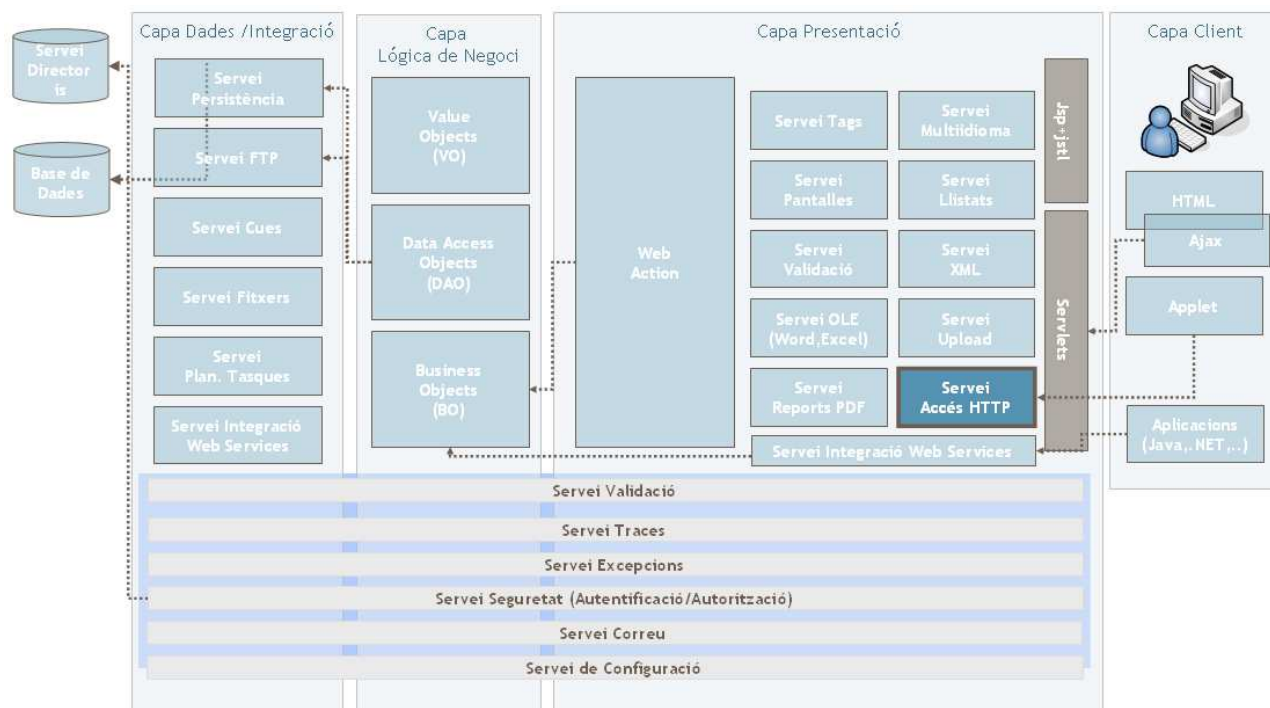 Servei
Director
is
Base de
Dades
Capa Dades /Integració
Servei
Persistència
Servei FTP
Servei Cues
Servei Fitxers
Servei
Plan. Tasques
Servei Integració
Web Services
Capa
Lógica de Negoci
Value
Objects
(VO)
Data Access
Objects
(DAO)
Business
Objects
(BO)
Capa Presentació
Web
Action
Servei Tags
Servei
Multiidioma
Servei
Pantalles
Servei
Llistats
Servei
Validació
Servei
XML
Servei OLE
(Word,Excel)
Servei
Upload
Servei
Reports PDF
Servei
Accés HTTP
Servei Integració Web Services
Jsp+jstl
Servlets
Capa Client
HTML
Ajax
Applet
Aplicacions
(Java,.NET,..)
Servei Validació
Servei Traces
Servei Excepcions
Servei Seguretat (Autentificació/Autorització)
Servei Correu
Servei de Configuració